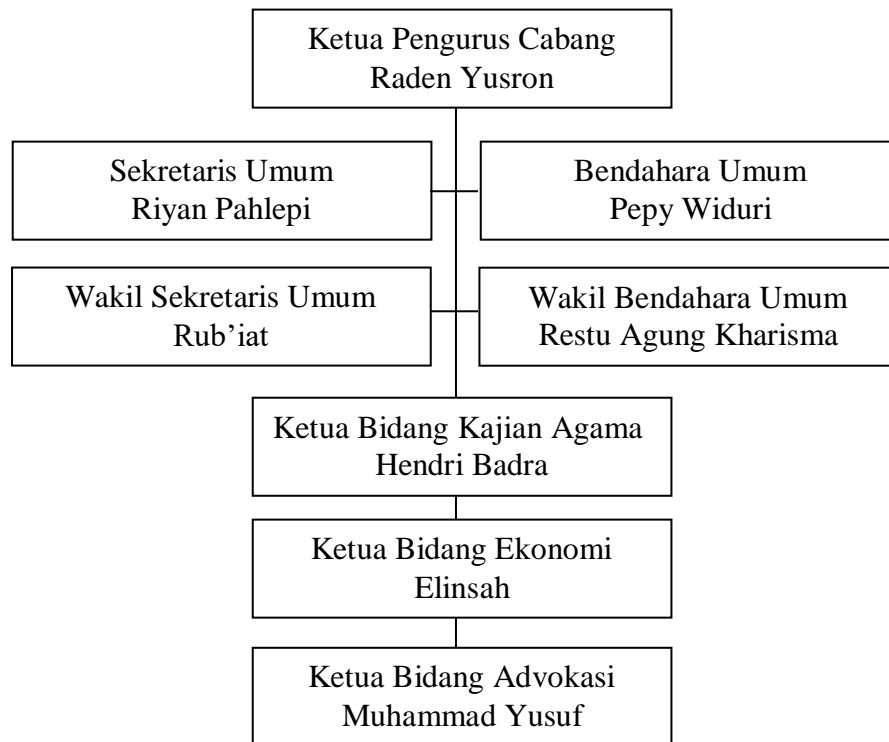 Ketua Pengurus Cabang
Raden Yusron
Sekretaris Umum
Riyan Pahlepi
Bendahara Umum
Pepy Widuri
Wakil Sekretaris Umum
Rub’iat
Wakil Bendahara Umum
Restu Agung Kharisma
Ketua Bidang Kajian Agama
Hendri Badra
Ketua Bidang Ekonomi
Elinsah
Ketua Bidang Advokasi
Muhammad Yusuf